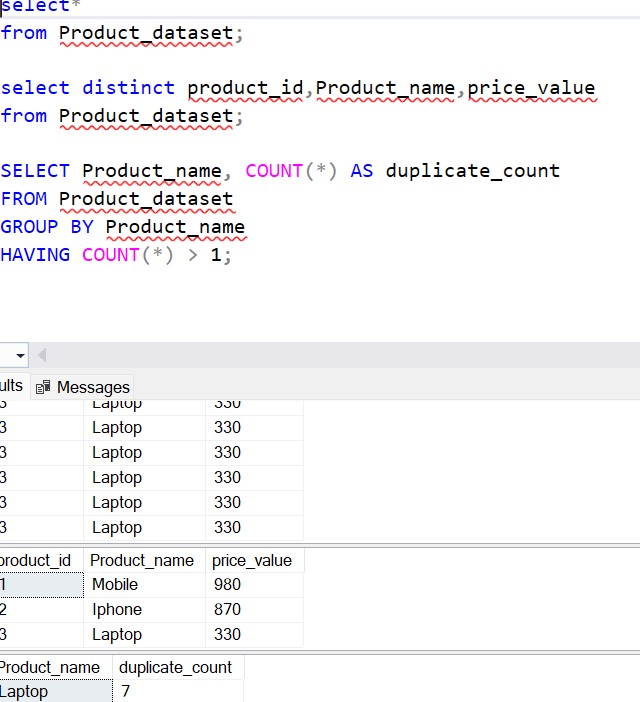 select*
from Product_dataset;
select distinct product_id,Product_name,price_value
from Product_dataset;
SELECT Product_name, COUNT(*) AS duplicate_count
FROM Product_dataset
GROUP BY Product_name
HAVING COUNT(*) > 1;
ults Messages
3 Laptop 330
3 Laptop 330
3 Laptop 330
3 Laptop 330
3 Laptop 330
3 Laptop 330
product_id Product_name price_value
1 Mobile 980
2 Iphone 870
3 Laptop 330
Product_name duplicate_count
Laptop 7